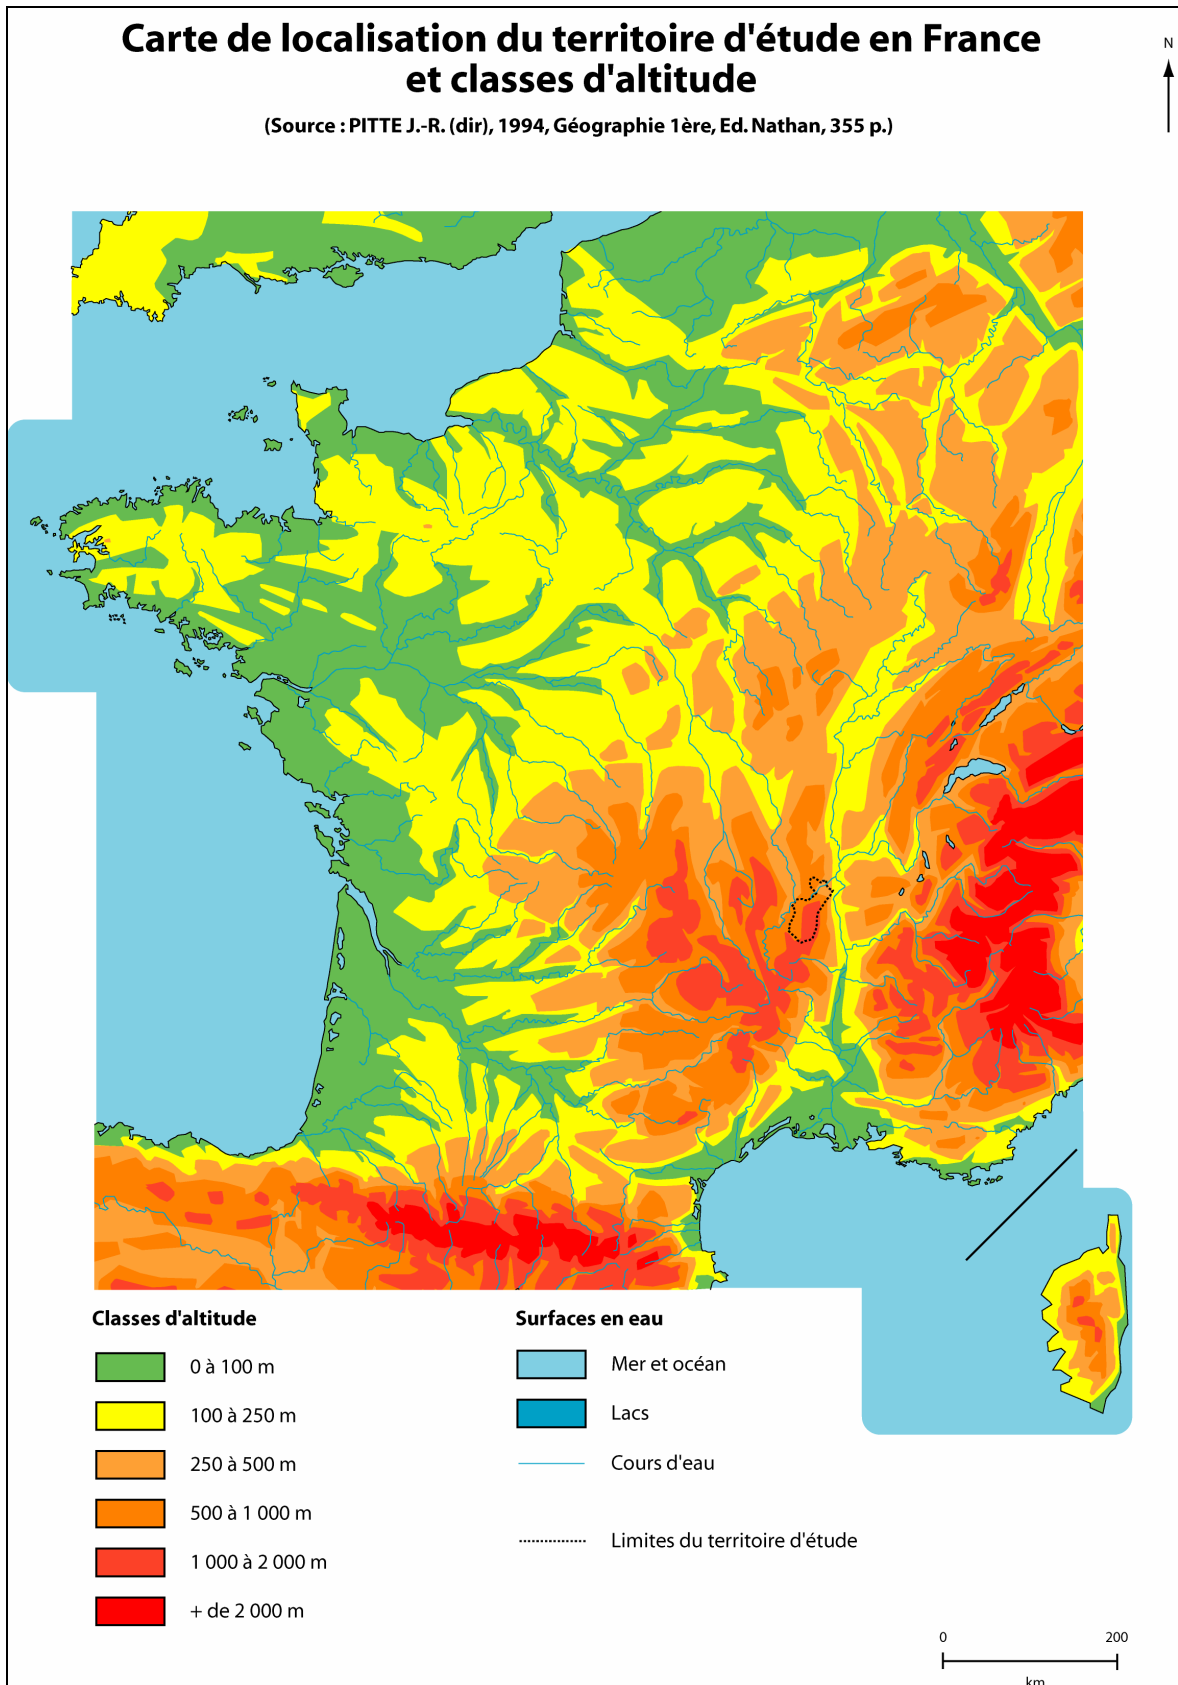 Carte de localisation du territoire d'étude en France
et classes d'altitude
(Source : PITTE J.-R. (dir), 1994, Géographie 1ère, Ed. Nathan, 355 p.)
N
Classes d'altitude
0 à 100 m
100 à 250 m
250 à 500 m
500 à 1 000 m
1 000 à 2 000 m
+ de 2 000 m
Surfaces en eau
Mer et océan
Lacs
Cours d'eau
Limites du territoire d'étude
0 200
km